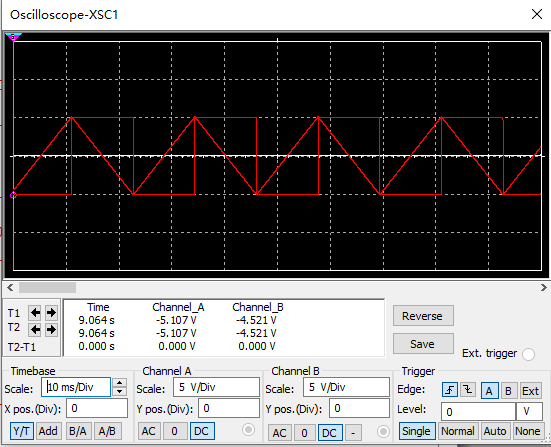 Oscilloscope-XSC1
T1
T2
T2-T1
Time Channel_A Channel_B
9.064 s -5.107 V -4.521 V
9.064 s -5.107 V -4.521 V
0.000 s 0.000 V 0.000 V
Reverse
Save
Ext. trigger
Timebase
Scale: 10 ms/Div
X pos.(Div): 0
Y/T Add B/A A/B
Channel A
Scale: 5 V/Div
Y pos.(Div): 0
AC 0 DC
Channel B
Scale: 5 V/Div
Y pos.(Div): 0
AC 0 DC -
Trigger
Edge: A B Ext
Level: 0 V
Single Normal Auto None